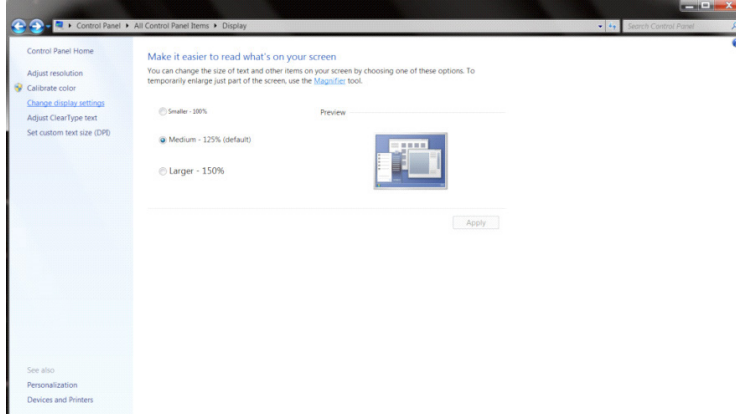 Control Panel ▸ All Control Panel Items ▸ Display
Search Control Panel
Control Panel Home
Adjust resolution
Calibrate color
Change display settings
Adjust ClearType text
Set custom text size (DPI)
See also
Personalization
Devices and Printers
Make it easier to read what's on your screen
You can change the size of text and other items on your screen by choosing one of these options. To
temporarily enlarge just part of the screen, use the Magnifier tool.
Smaller - 100%
Preview
Medium - 125% (default)
Larger - 150%
Apply